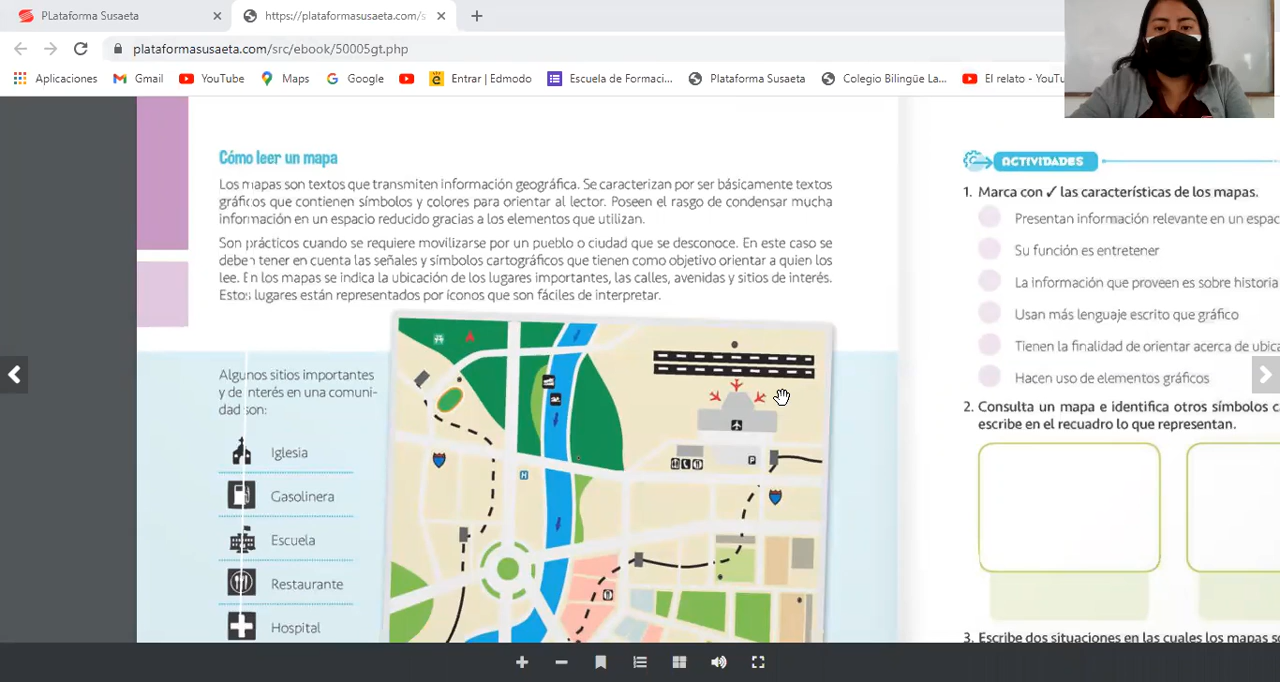 PLataforma Susaeta
https://plataformasusaeta.com/s
plataformasusaeta.com/src/ebook/50005gt.php
Aplicaciones
Gmail
YouTube
Maps
Google
Entrar | Edmodo
Escuela de Formaci...
Plataforma Susaeta
Colegio Bilingüe La...
El relato - YouTu
Cómo leer un mapa
Los mapas son textos que transmiten información geográfica. Se caracterizan por ser básicamente textos
gráficos que contienen símbolos y colores para orientar al lector. Poseen el rasgo de condensar mucha
información en un espacio reducido gracias a los elementos que utilizan.
Son prácticos cuando se requiere movilizarse por un pueblo o ciudad que se desconoce. En este caso se
deben tener en cuenta las señales y símbolos cartográficos que tienen como objetivo orientar a quien los
lee. En los mapas se indica la ubicación de los lugares importantes, las calles, avenidas y sitios de interés.
Estos lugares están representados por íconos que son fáciles de interpretar.
Algunos sitios importantes
y de interés en una comuni-
dad son:
Iglesia
Gasolinera
Escuela
Restaurante
Hospital
H
P
ACTIVIDADES
1. Marca con ✓ las características de los mapas.
Presentan información relevante en un espac
Su función es entretener
La información que proveen es sobre historia
Usan más lenguaje escrito que gráfico
Tienen la finalidad de orientar acerca de ubica
Hacen uso de elementos gráficos
2. Consulta un mapa e identifica otros símbolos c
escribe en el recuadro lo que representan.
3. Escribe dos situaciones en las cuales los mapas s